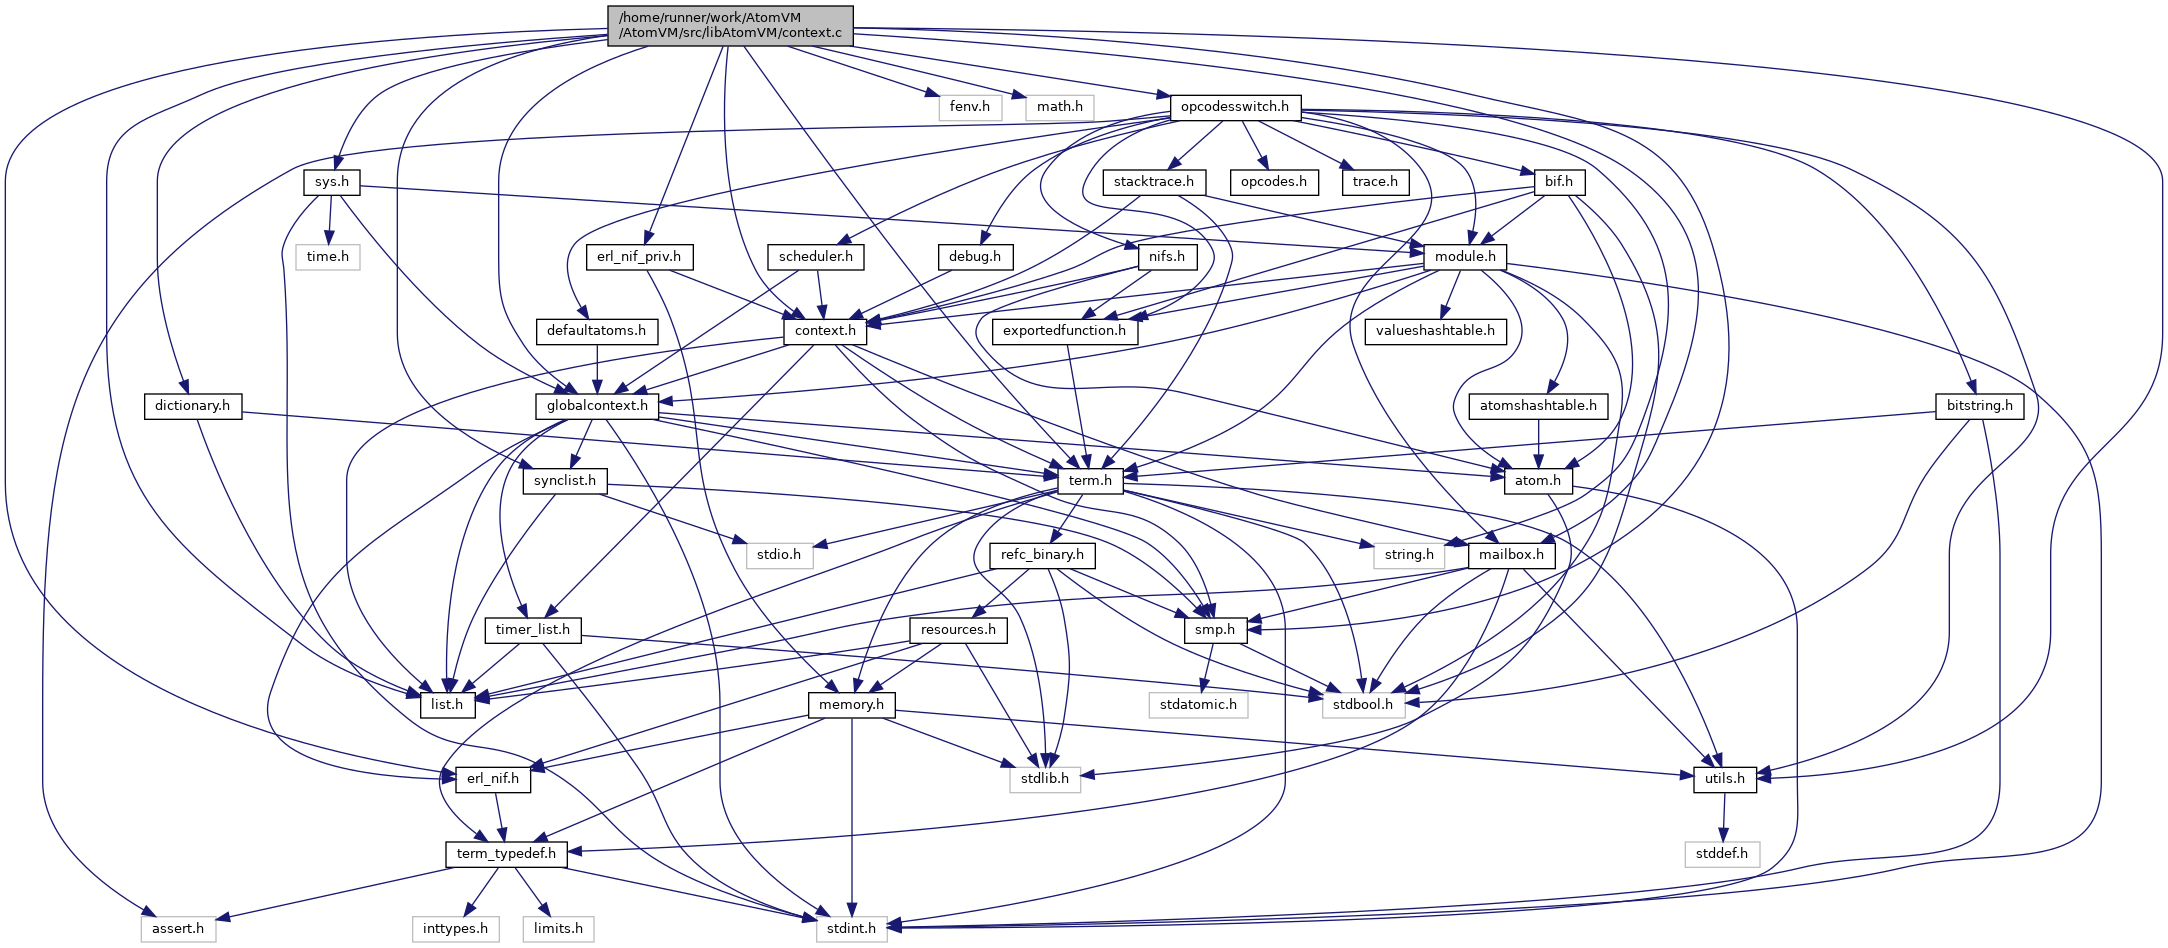 /home/runner/work/AtomVM
/AtomVM/src/libAtomVM/context.c
fenv.h
math.h
opcodesswitch.h
sys.h
stacktrace.h
opcodes.h
trace.h
bif.h
time.h
erl_nif_priv.h
scheduler.h
debug.h
nifs.h
module.h
defaultatoms.h
context.h
exportedfunction.h
valueshashtable.h
dictionary.h
globalcontext.h
atomshashtable.h
bitstring.h
synclist.h
term.h
atom.h
stdio.h
refc_binary.h
string.h
mailbox.h
timer_list.h
resources.h
smp.h
list.h
memory.h
stdatomic.h
stdbool.h
erl_nif.h
stdlib.h
utils.h
term_typedef.h
stddef.h
assert.h
inttypes.h
limits.h
stdint.h